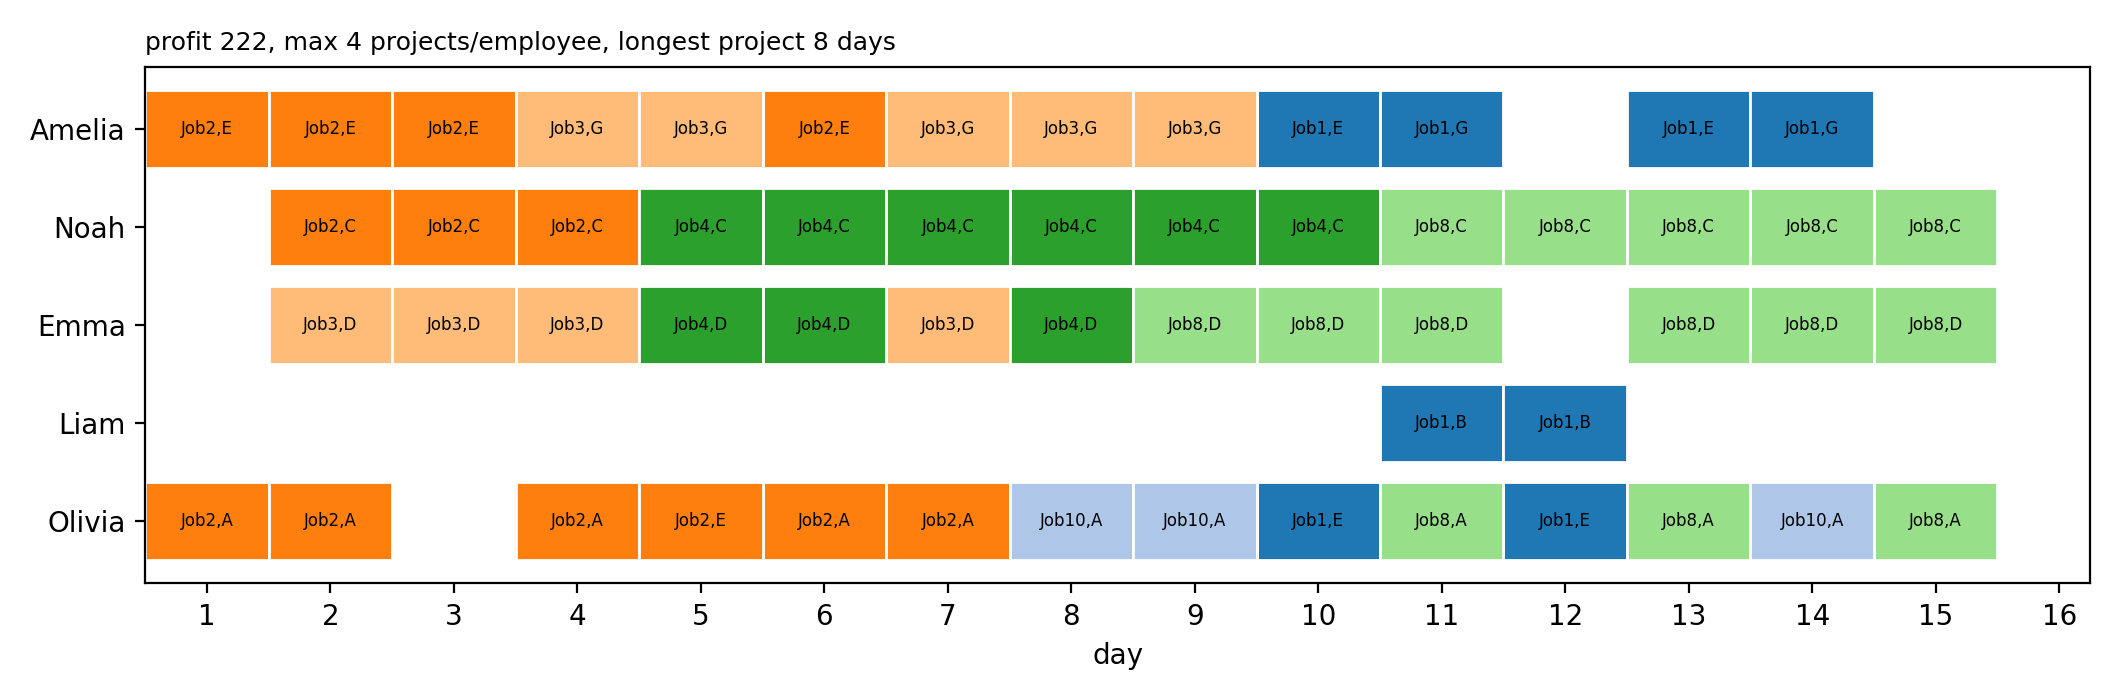 profit 222, max 4 projects/employee, longest project 8 days
Amelia Job2,E Job2,E Job2,E Job3,G Job3,G Job2,E Job3,G Job3,G Job3,G Job1,E Job1,G Job1,E Job1,G
Noah Job2,C Job2,C Job2,C Job4,C Job4,C Job4,C Job4,C Job4,C Job4,C Job8,C Job8,C Job8,C Job8,C Job8,C
Emma Job3,D Job3,D Job3,D Job4,D Job4,D Job3,D Job4,D Job8,D Job8,D Job8,D Job8,D Job8,D Job8,D
Liam Job1,B Job1,B
Olivia Job2,A Job2,A Job2,A Job2,E Job2,A Job2,A Job10,A Job10,A Job1,E Job8,A Job1,E Job8,A Job10,A Job8,A
1 2 3 4 5 6 7 8 9 10 11 12 13 14 15 16
day